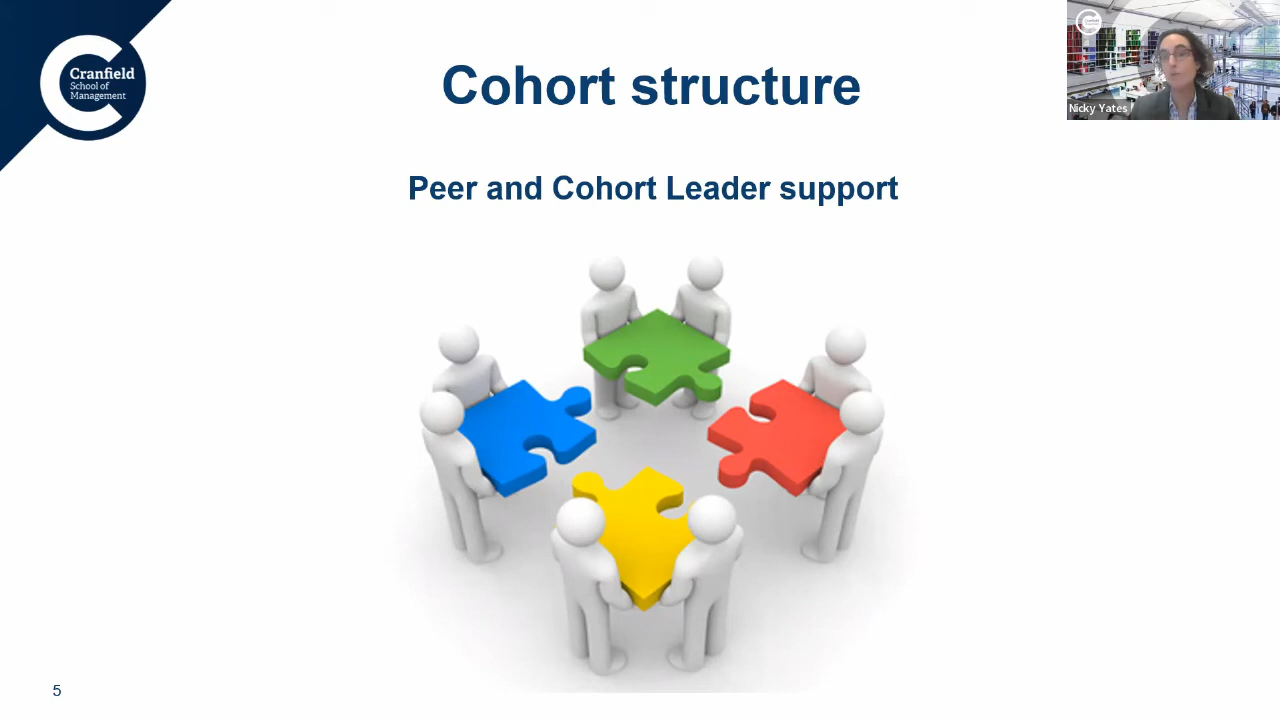 Cranfield
School of
Management
Cohort structure
Nicky Yates
Peer and Cohort Leader support
5